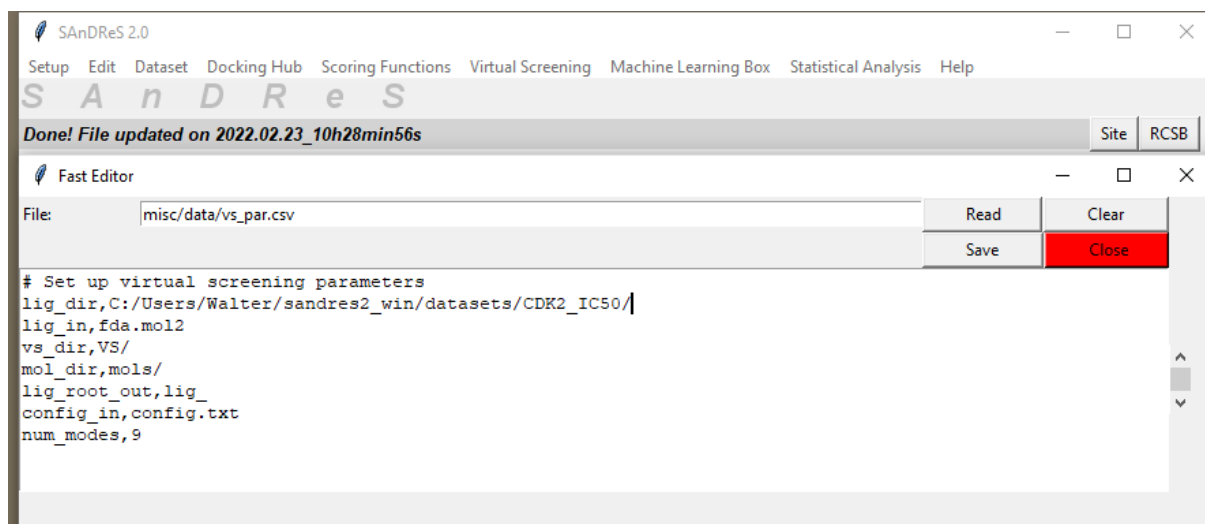 SAnDReS 2.0
Setup Edit Dataset Docking Hub Scoring Functions Virtual Screening Machine Learning Box Statistical Analysis Help
S A n D R e S
Done! File updated on 2022.02.23_10h28min56s Site RCSB
Fast Editor
File: misc/data/vs_par.csv Read Clear
Save Close
# Set up virtual screening parameters
lig_dir,C:/Users/Walter/sandres2_win/datasets/CDK2_IC50/
lig_in,fda.mol2
vs_dir,VS/
mol_dir,mols/
lig_root_out,lig_
config_in,config.txt
num_modes,9